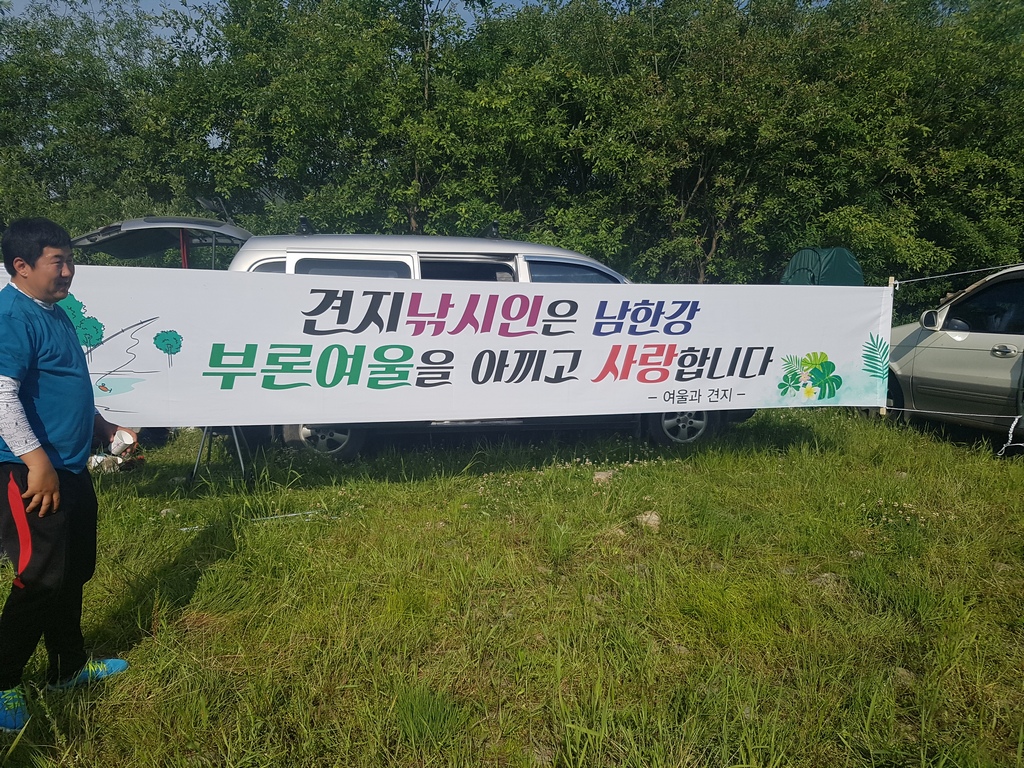 견지낚시인은 남한강
부론여울을 아끼고 사랑합니다
- 여울과 견지 -